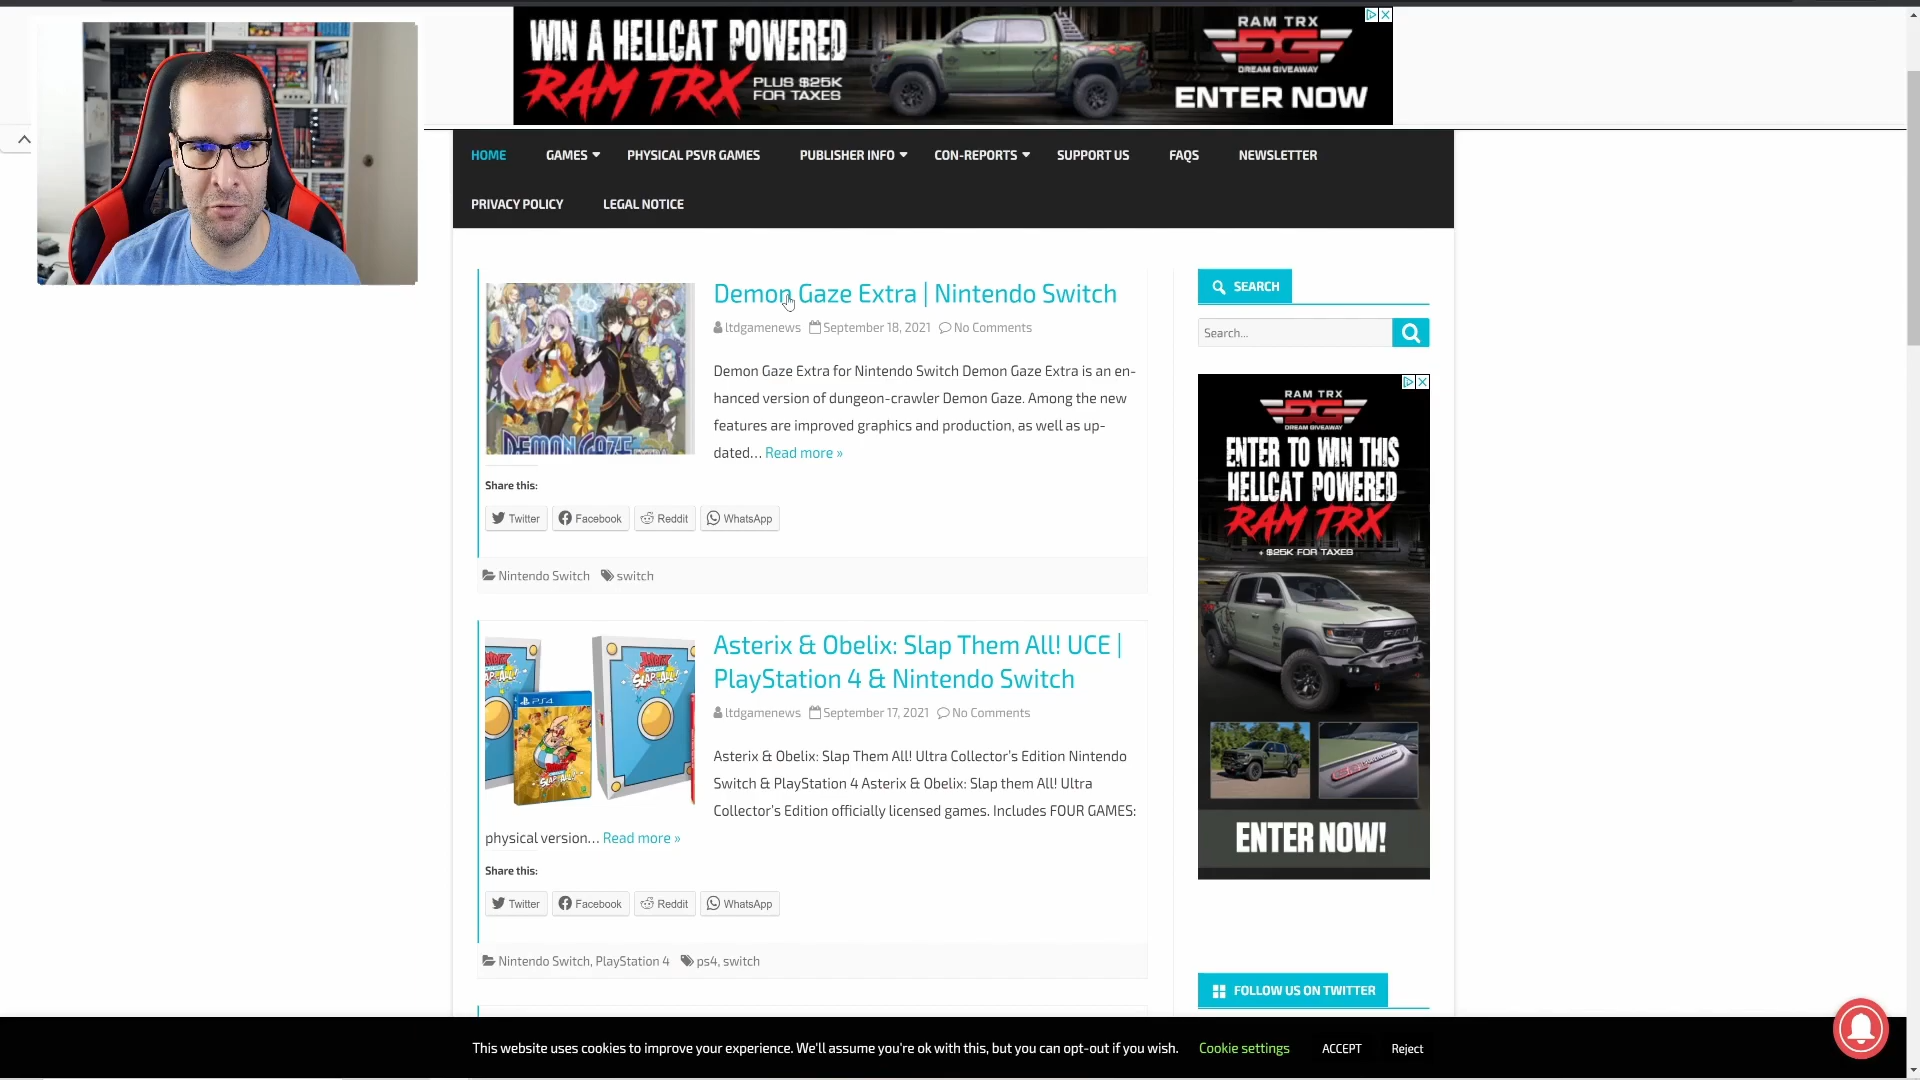 WIN A HELLCAT POWERED
RAM TRX PLUS $25K FOR TAXES
RAM TRX
DG
DREAM GIVEAWAY
ENTER NOW
HOME GAMES PHYSICAL PSVR GAMES PUBLISHER INFO CON-REPORTS SUPPORT US FAQS NEWSLETTER
PRIVACY POLICY LEGAL NOTICE
Demon Gaze Extra | Nintendo Switch
ltdgamenews September 18, 2021 No Comments
Demon Gaze Extra for Nintendo Switch Demon Gaze Extra is an en-
hanced version of dungeon-crawler Demon Gaze. Among the new
features are improved graphics and production, as well as up-
dated… Read more »
DEMON GAZE
Share this:
Twitter Facebook Reddit WhatsApp
Nintendo Switch switch
Asterix & Obelix: Slap Them All! UCE |
PlayStation 4 & Nintendo Switch
ltdgamenews September 17, 2021 No Comments
Asterix & Obelix: Slap Them All! Ultra Collector's Edition Nintendo
Switch & PlayStation 4 Asterix & Obelix: Slap them All! Ultra
Collector's Edition officially licensed games. Includes FOUR GAMES:
physical version… Read more »
PS4
Share this:
Twitter Facebook Reddit WhatsApp
Nintendo Switch, PlayStation 4 ps4, switch
SEARCH
Search...
RAM TRX
DG
DREAM GIVEAWAY
ENTER TO WIN THIS
HELLCAT POWERED
RAM TRX
+ $25K FOR TAXES
ENTER NOW!
FOLLOW US ON TWITTER
This website uses cookies to improve your experience. We'll assume you're ok with this, but you can opt-out if you wish. Cookie settings ACCEPT Reject